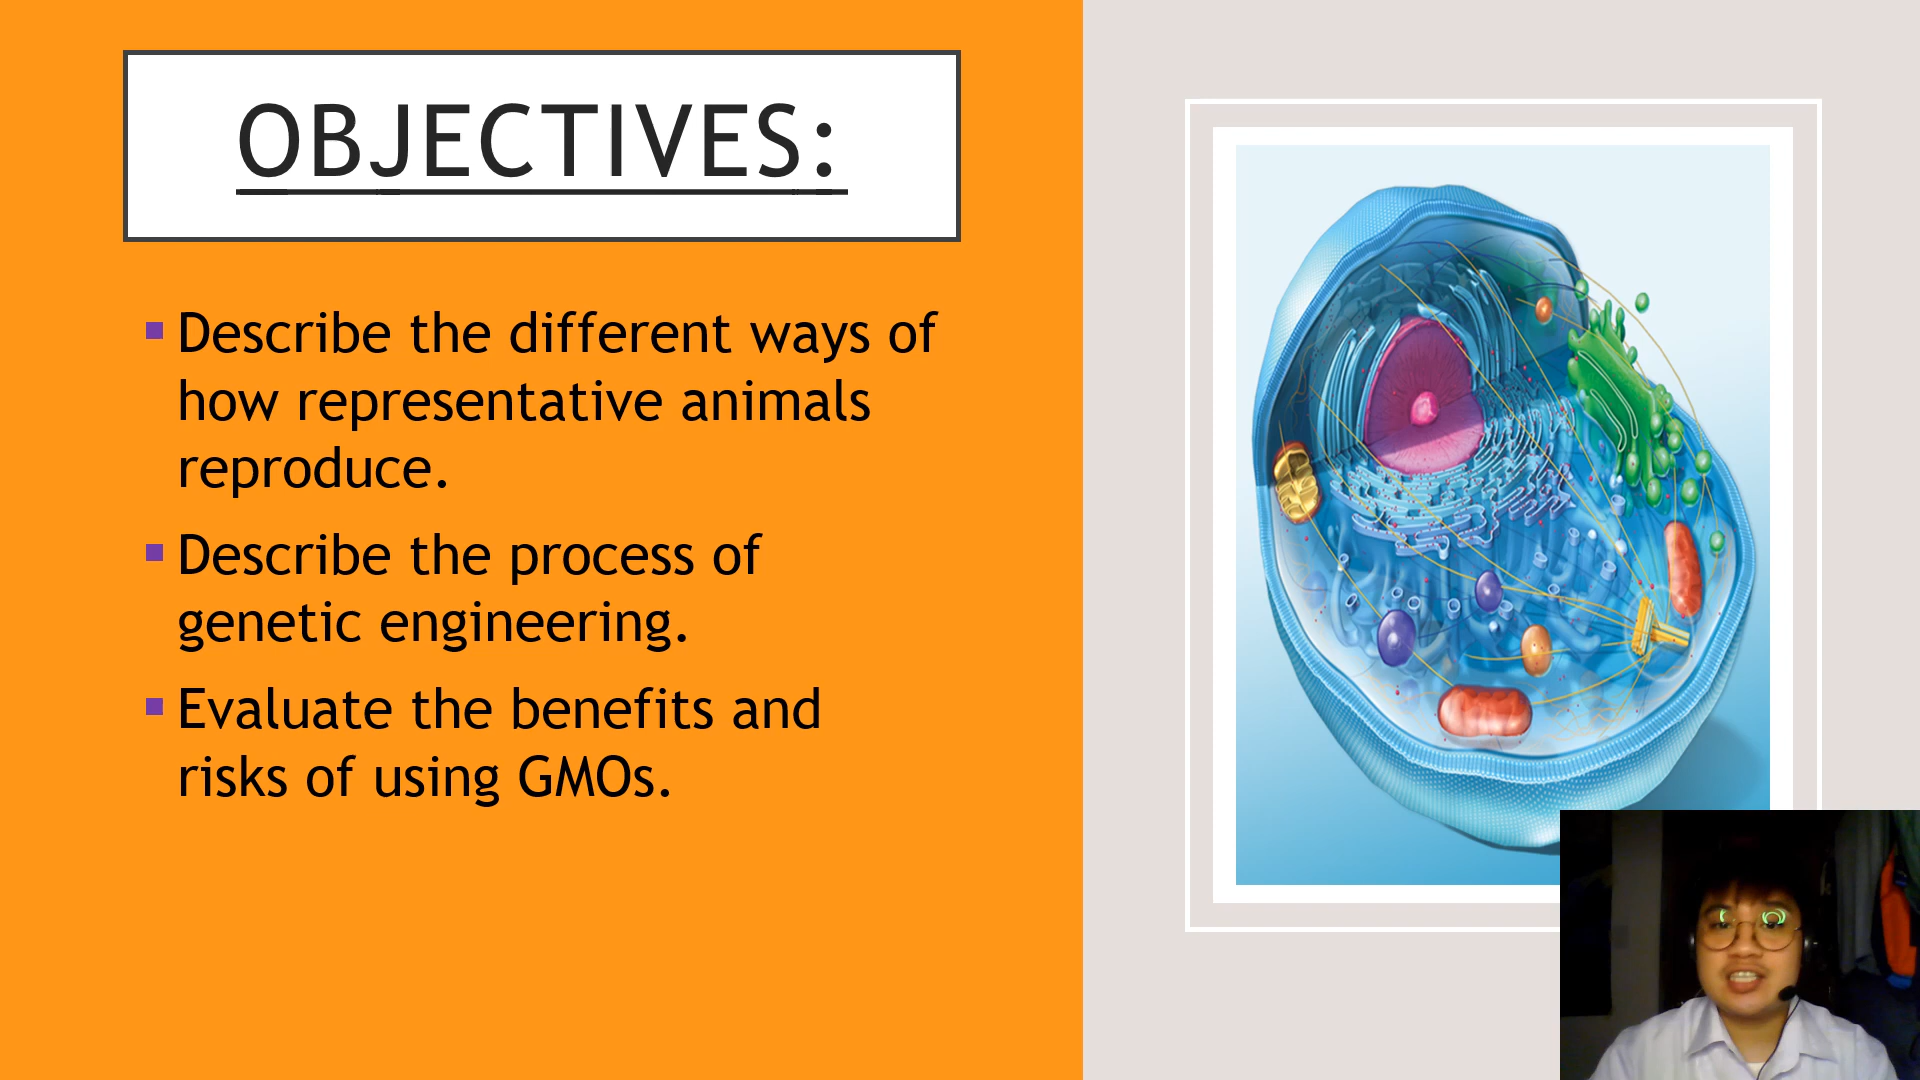 OBJECTIVES:
Describe the different ways of
how representative animals
reproduce.
Describe the process of
genetic engineering.
Evaluate the benefits and
risks of using GMOs.